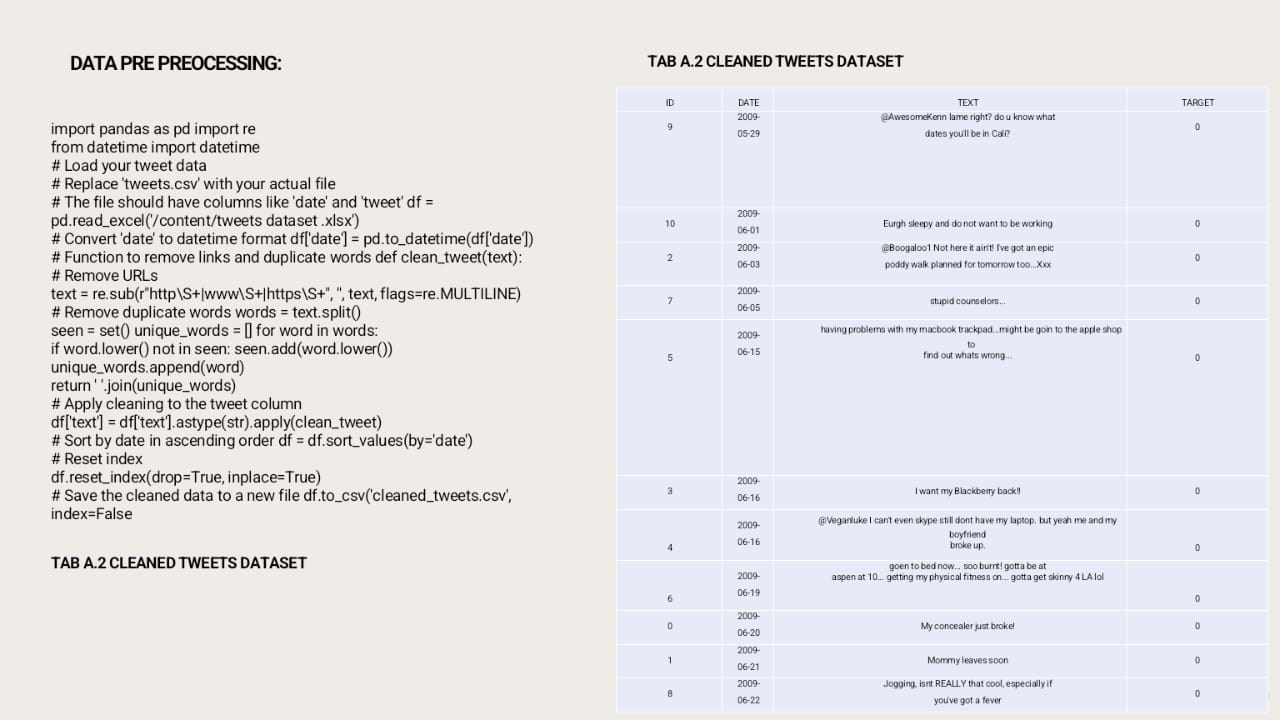 DATA PRE PREOCESSING:
import pandas as pd import re
from datetime import datetime
# Load your tweet data
# Replace 'tweets.csv' with your actual file
# The file should have columns like 'date' and 'tweet' df =
pd.read_excel('/content/tweets dataset .xlsx')
# Convert 'date' to datetime format df['date'] = pd.to_datetime(df['date'])
# Function to remove links and duplicate words def clean_tweet(text):
# Remove URLs
text = re.sub(r"http\S+|www\S+|https\S+", '', text, flags=re.MULTILINE)
# Remove duplicate words words = text.split()
seen = set() unique_words = [] for word in words:
if word.lower() not in seen: seen.add(word.lower())
unique_words.append(word)
return ' '.join(unique_words)
# Apply cleaning to the tweet column
df['text'] = df['text'].astype(str).apply(clean_tweet)
# Sort by date in ascending order df = df.sort_values(by='date')
# Reset index
df.reset_index(drop=True, inplace=True)
# Save the cleaned data to a new file df.to_csv('cleaned_tweets.csv',
index=False
TAB A.2 CLEANED TWEETS DATASET
TAB A.2 CLEANED TWEETS DATASET
ID DATE TEXT TARGET
9 2009-05-29 @AwesomeKenn lame right? do u know what
dates you'll be in Cali? 0
10 2009-06-01 Eurgh sleepy and do not want to be working 0
2 2009-06-03 @Boogaloo1 Not here it ain't! I've got an epic
poddy walk planned for tomorrow too...Xxx 0
7 2009-06-05 stupid counselors... 0
5 2009-06-15 having problems with my macbook trackpad...might be goin to the apple shop
to
find out whats wrong... 0
3 2009-06-16 I want my Blackberry back!! 0
4 2009-06-16 @Veganluke I can't even skype still dont have my laptop. but yeah me and my
boyfriend
broke up. 0
6 2009-06-19 goen to bed now... soo burnt! gotta be at
aspen at 10... getting my physical fitness on... gotta get skinny 4 LA lol 0
0 2009-06-20 My concealer just broke! 0
1 2009-06-21 Mommy leaves soon 0
8 2009-06-22 Jogging, isnt REALLY that cool, especially if
you've got a fever 0